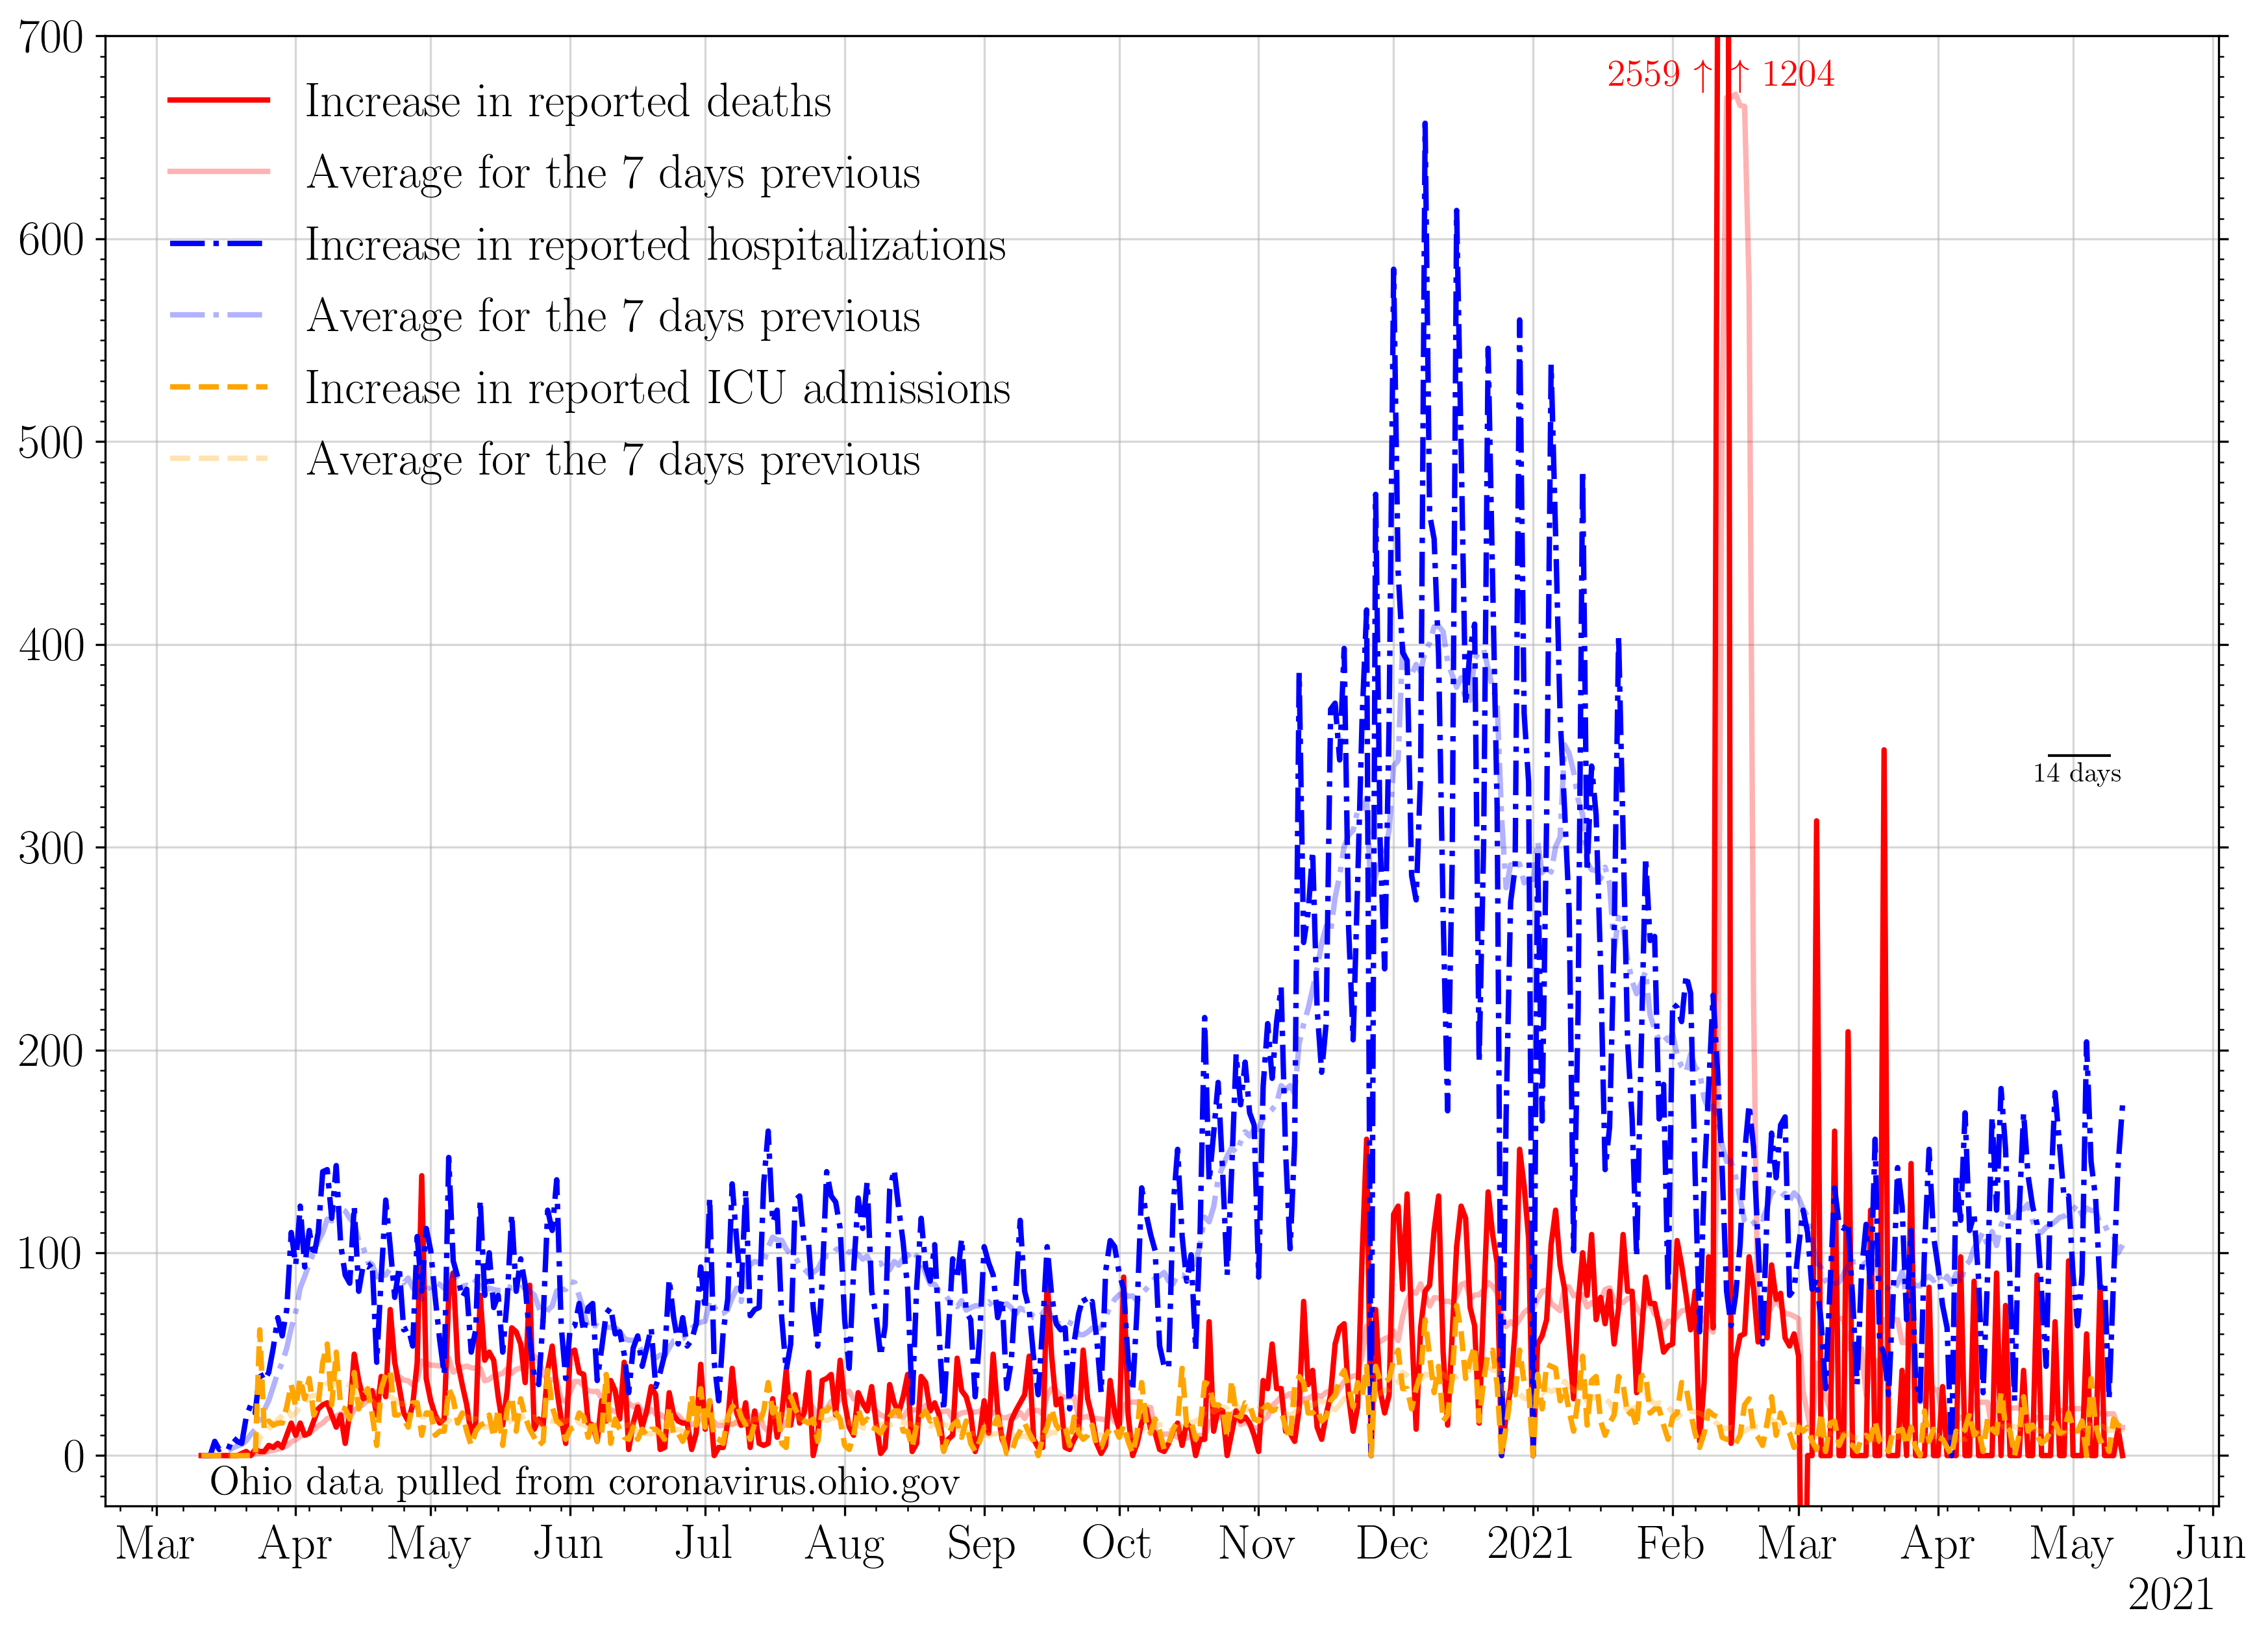 700
600
500
400
300
200
100
0
Increase in reported deaths
Average for the 7 days previous
Increase in reported hospitalizations
Average for the 7 days previous
Increase in reported ICU admissions
Average for the 7 days previous
2559 ↑ ↑ 1204
14 days
Ohio data pulled from coronavirus.ohio.gov
Mar Apr May Jun Jul Aug Sep Oct Nov Dec 2021 Feb Mar Apr May Jun
2021